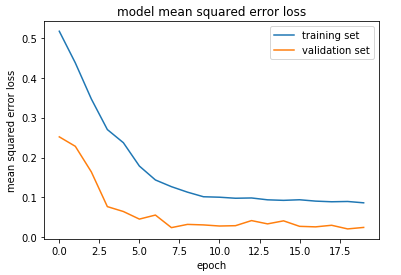 model mean squared error loss
training set
validation set
mean squared error loss
0.5
0.4
0.3
0.2
0.1
0.0
0.0 2.5 5.0 7.5 10.0 12.5 15.0 17.5
epoch